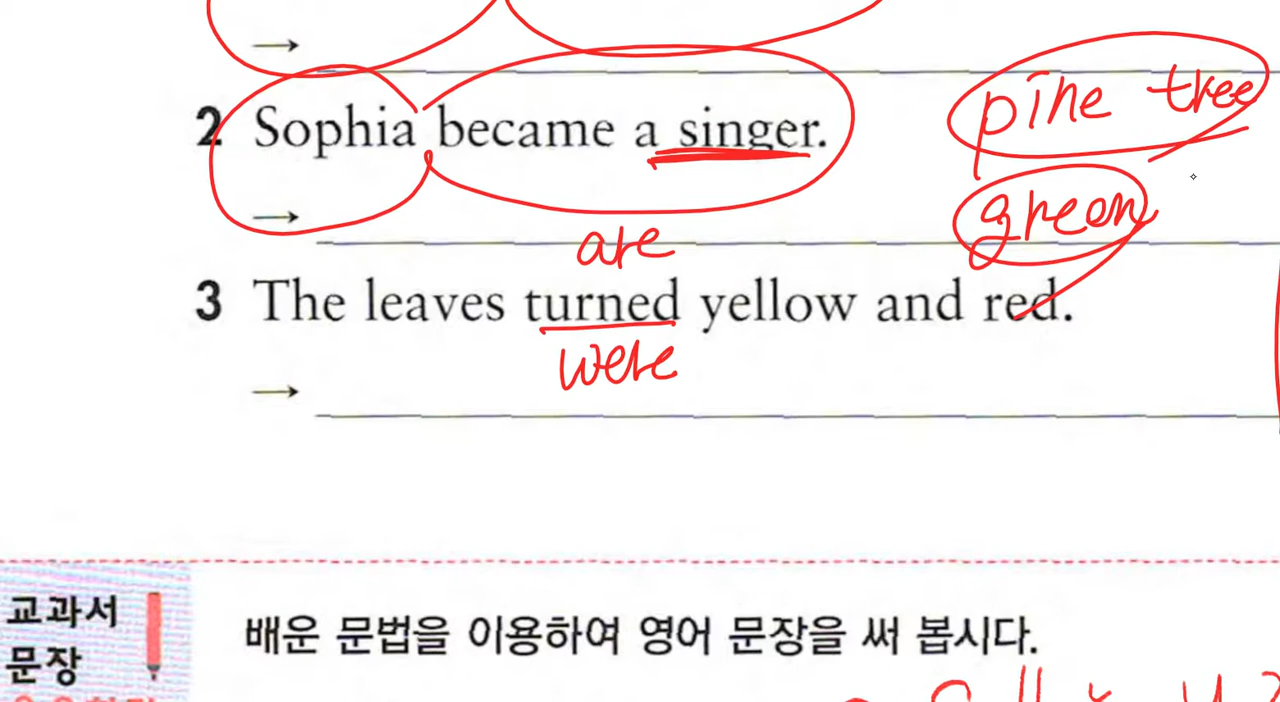 →
2 Sophia became a singer.
pine tree
→
green
are
3 The leaves turned yellow and red.
were
→
교과서
문장
배운 문법을 이용하여 영어 문장을 써 봅시다.